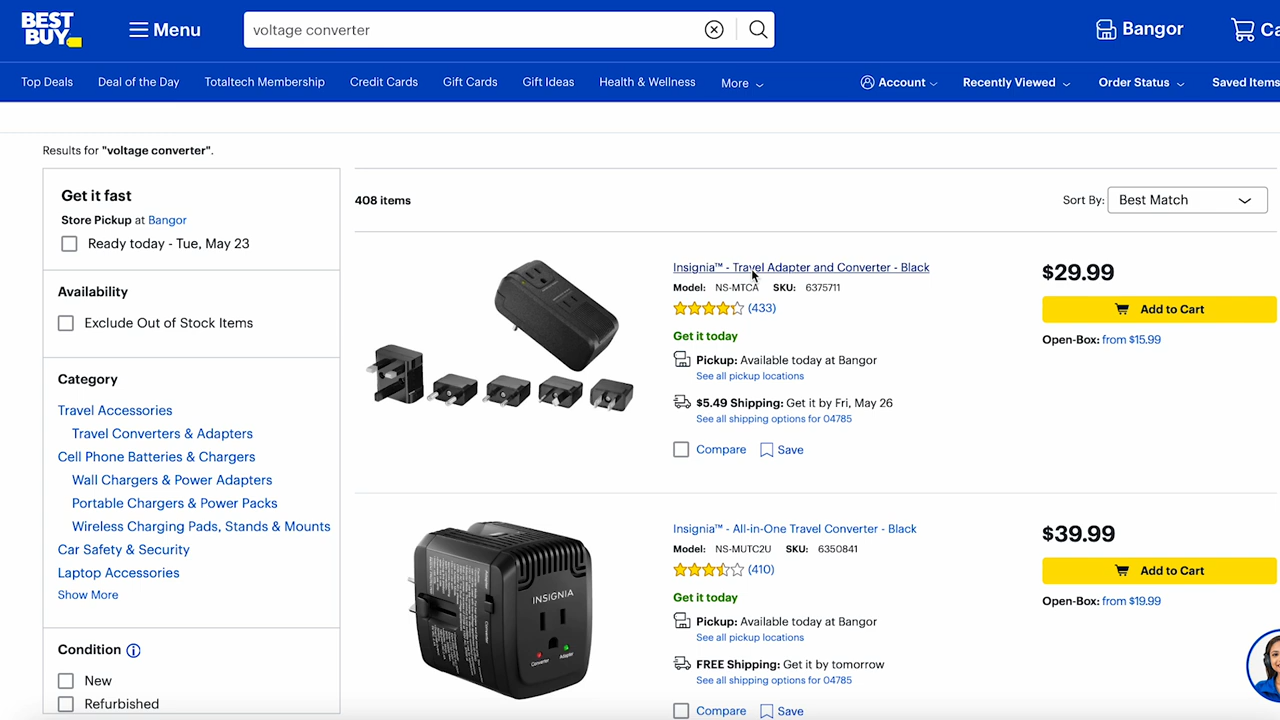 BEST
BUY
Menu
voltage converter
Bangor
Ca
Top Deals
Deal of the Day
Totaltech Membership
Credit Cards
Gift Cards
Gift Ideas
Health & Wellness
More
Account
Recently Viewed
Order Status
Saved Items
Results for "voltage converter".
Get it fast
Store Pickup at Bangor
Ready today - Tue, May 23
Availability
Exclude Out of Stock Items
Category
Travel Accessories
Travel Converters & Adapters
Cell Phone Batteries & Chargers
Wall Chargers & Power Adapters
Portable Chargers & Power Packs
Wireless Charging Pads, Stands & Mounts
Car Safety & Security
Laptop Accessories
Show More
Condition
New
Refurbished
408 items
Sort By: Best Match
Insignia™ - Travel Adapter and Converter - Black
Model: NS-MTCA SKU: 6375711
(433)
Get it today
Pickup: Available today at Bangor
See all pickup locations
$5.49 Shipping: Get it by Fri, May 26
See all shipping options for 04785
Compare
Save
$29.99
Add to Cart
Open-Box: from $15.99
INSIGNIA
Converter
Adapter
Insignia™ - All-in-One Travel Converter - Black
Model: NS-MUTC2U SKU: 6350841
(410)
Get it today
Pickup: Available today at Bangor
See all pickup locations
FREE Shipping: Get it by tomorrow
See all shipping options for 04785
Compare
Save
$39.99
Add to Cart
Open-Box: from $19.99